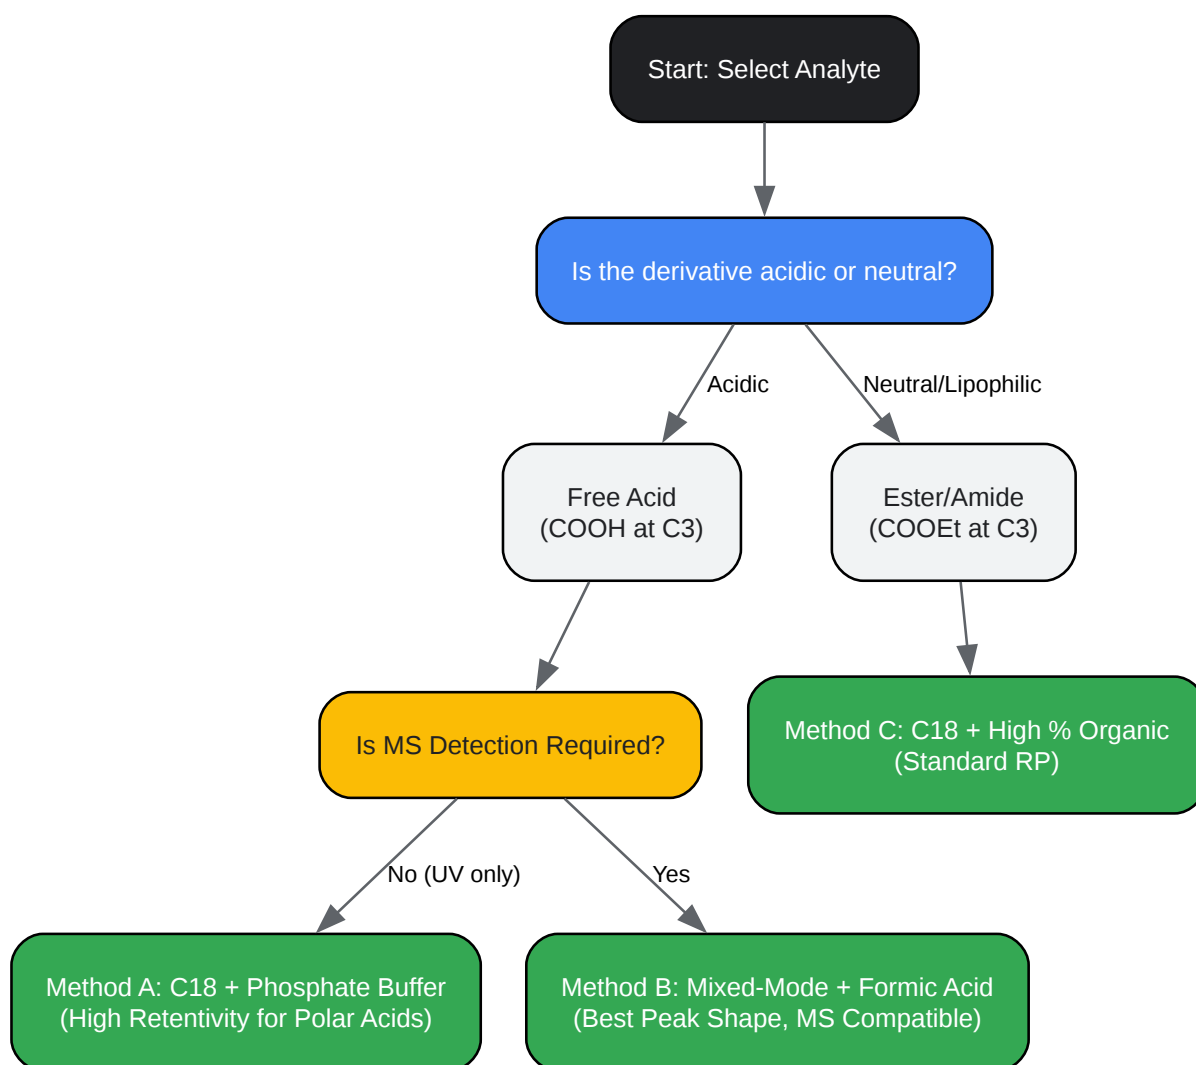 Start: Select Analyte
Is the derivative acidic or neutral?
Acidic
Neutral/Lipophilic
Free Acid
(COOH at C3)
Ester/Amide
(COOEt at C3)
Is MS Detection Required?
Method C: C18 + High % Organic
(Standard RP)
No (UV only)
Yes
Method A: C18 + Phosphate Buffer
(High Retentivity for Polar Acids)
Method B: Mixed-Mode + Formic Acid
(Best Peak Shape, MS Compatible)